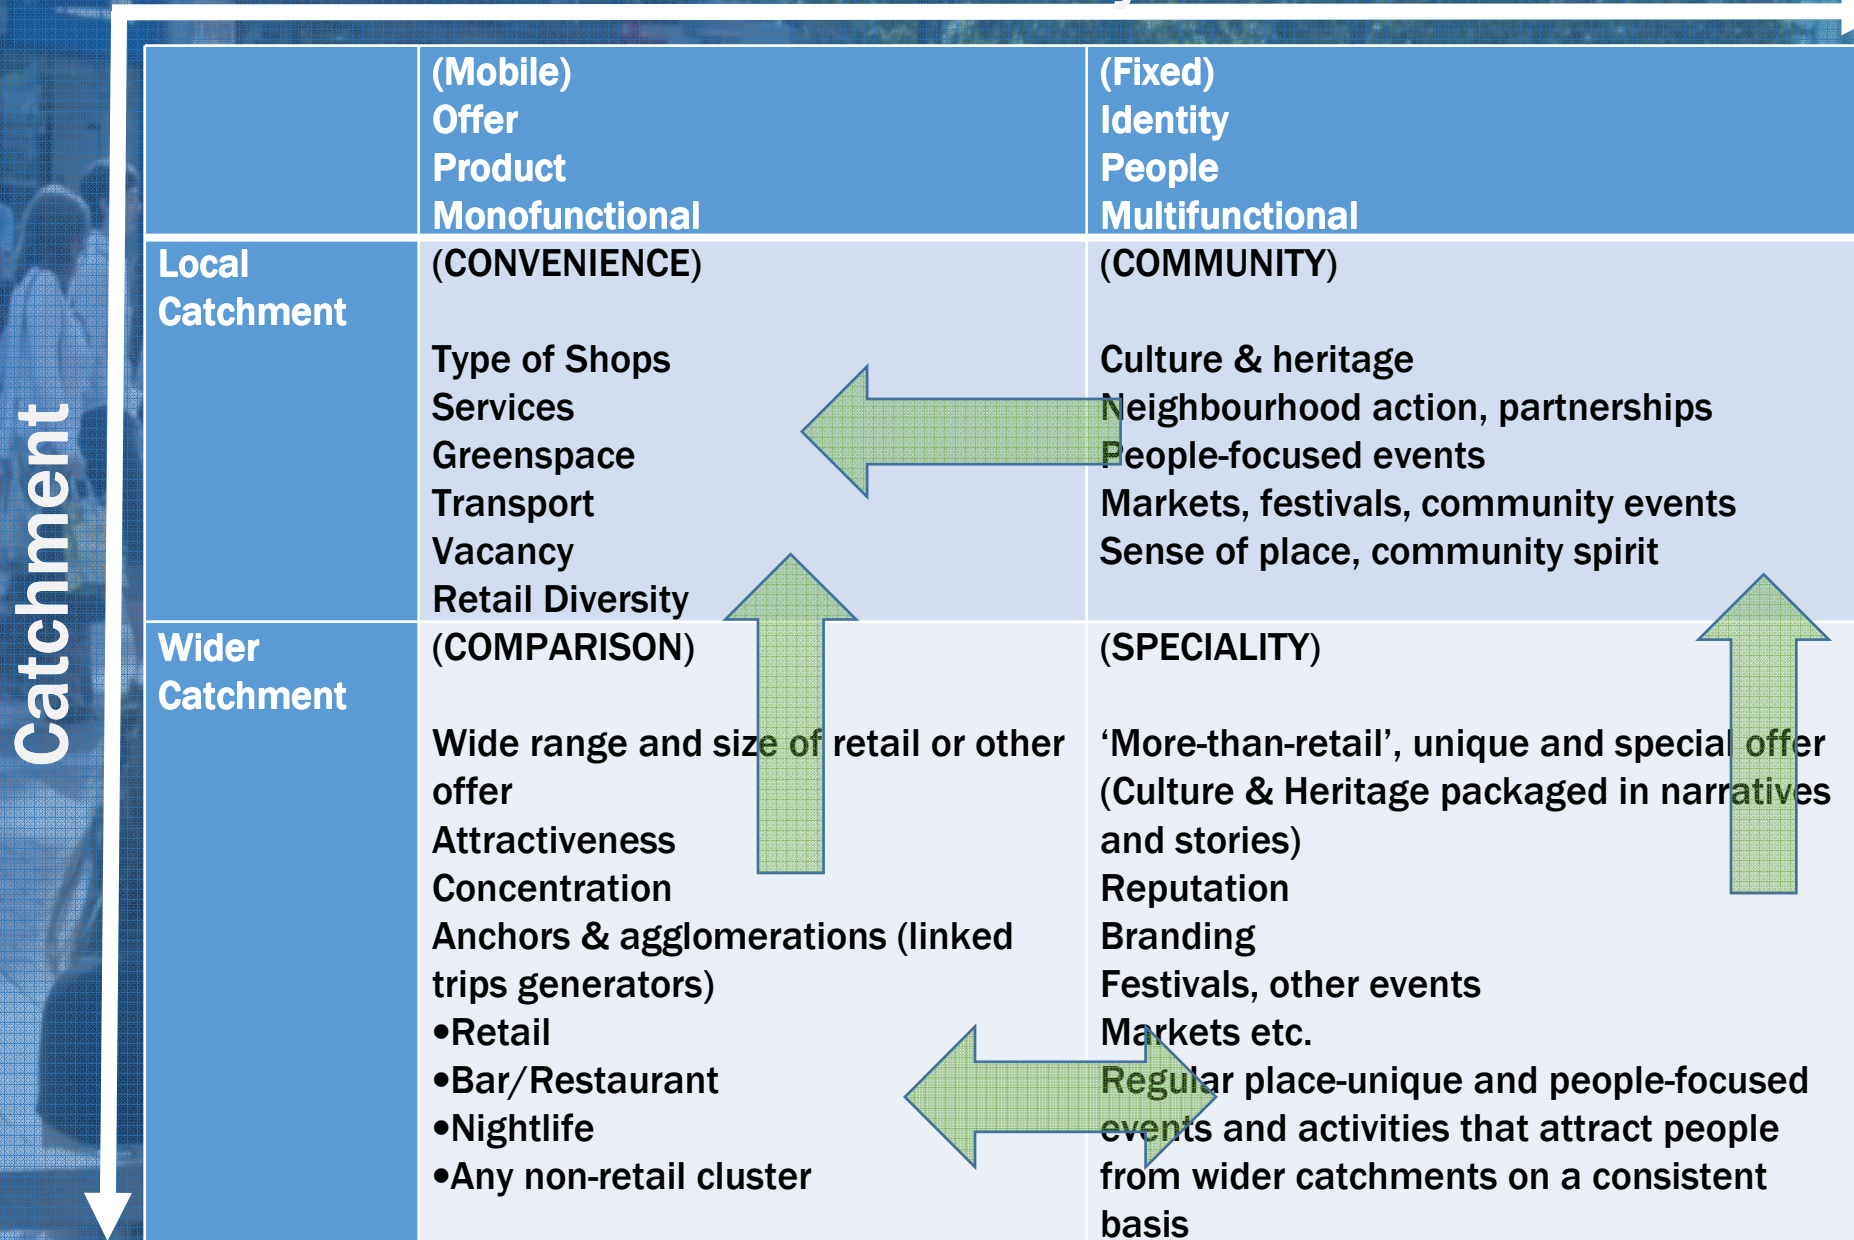 Catchment
(Mobile)
Offer
Product
Monofunctional
(Fixed)
Identity
People
Multifunctional
Local
Catchment
(CONVENIENCE)
Type of Shops
Services
Greenspace
Transport
Vacancy
Retail Diversity
(COMMUNITY)
Culture & heritage
Neighbourhood action, partnerships
People-focused events
Markets, festivals, community events
Sense of place, community spirit
Wider
Catchment
(COMPARISON)
Wide range and size of retail or other
offer
Attractiveness
Concentration
Anchors & agglomerations (linked
trips generators)
•Retail
•Bar/Restaurant
•Nightlife
•Any non-retail cluster
(SPECIALITY)
‘More-than-retail’, unique and special offer
(Culture & Heritage packaged in narratives
and stories)
Reputation
Branding
Festivals, other events
Markets etc.
Regular place-unique and people-focused
events and activities that attract people
from wider catchments on a consistent
basis